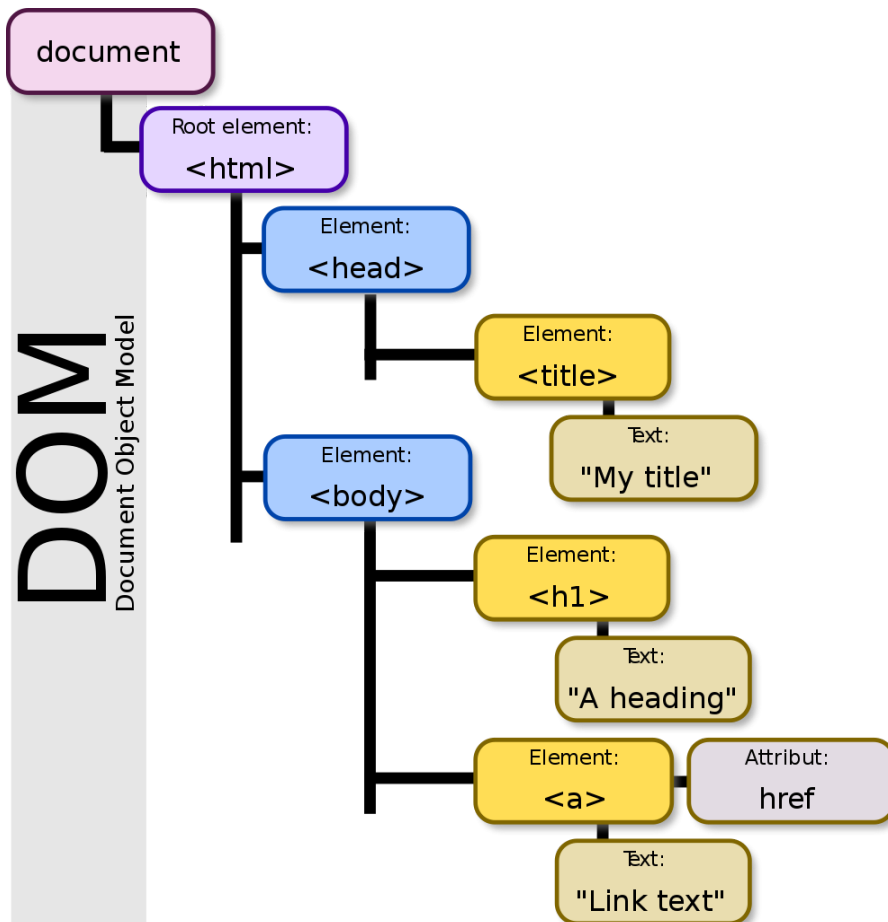 document
Root element:
<html>
Element:
<head>
Element:
<title>
Text:
"My title"
Element:
<body>
Element:
<h1>
Text:
"A heading"
Element:
<a>
Attribut:
href
Text:
"Link text"
DOM
Document Object Model